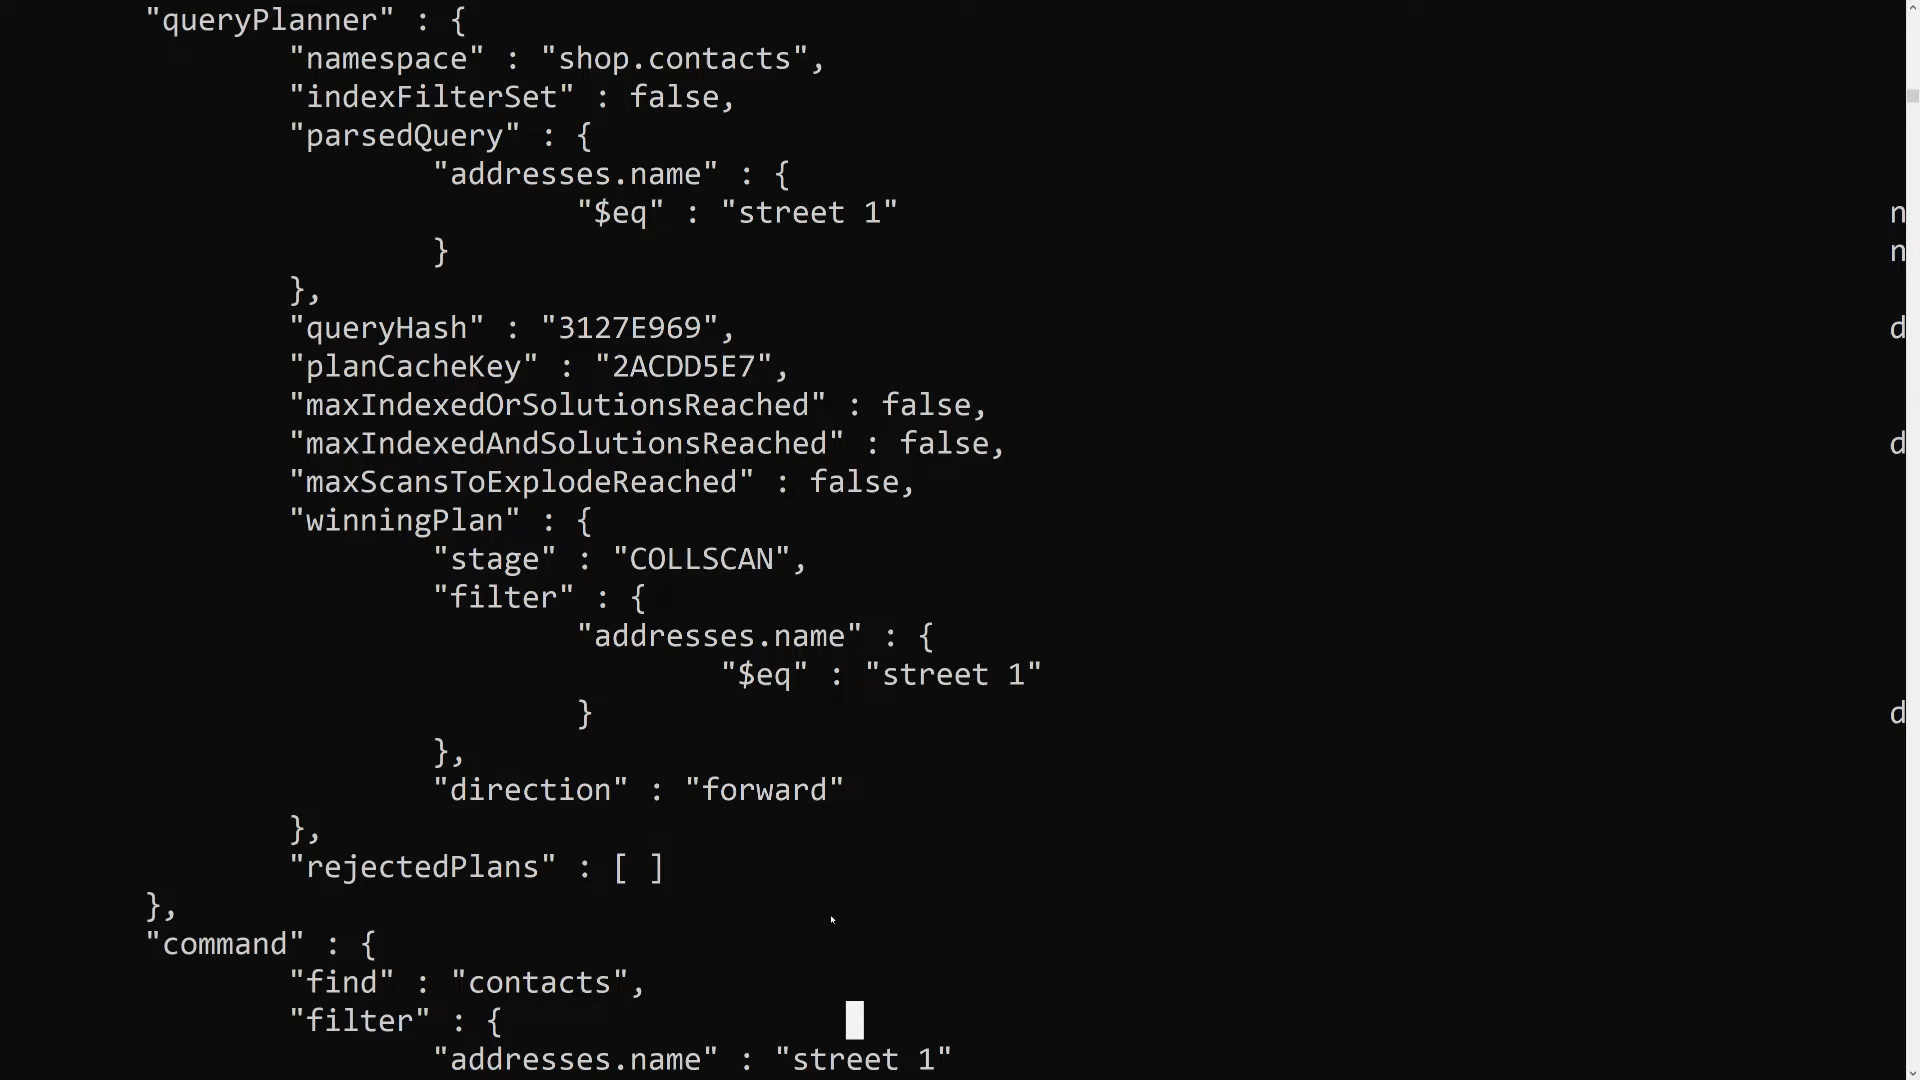 "queryPlanner" : {
"namespace" : "shop.contacts",
"indexFilterSet" : false,
"parsedQuery" : {
"addresses.name" : {
"$eq" : "street 1"
n
}
n
},
"queryHash" : "3127E969",
d
"planCacheKey" : "2ACDD5E7",
"maxIndexedOrSolutionsReached" : false,
"maxIndexedAndSolutionsReached" : false,
d
"maxScansToExplodeReached" : false,
"winningPlan" : {
"stage" : "COLLSCAN",
"filter" : {
"addresses.name" : {
"$eq" : "street 1"
}
d
},
"direction" : "forward"
},
"rejectedPlans" : [ ]
},
"command" : {
"find" : "contacts",
"filter" : {
"addresses.name" : "street 1"